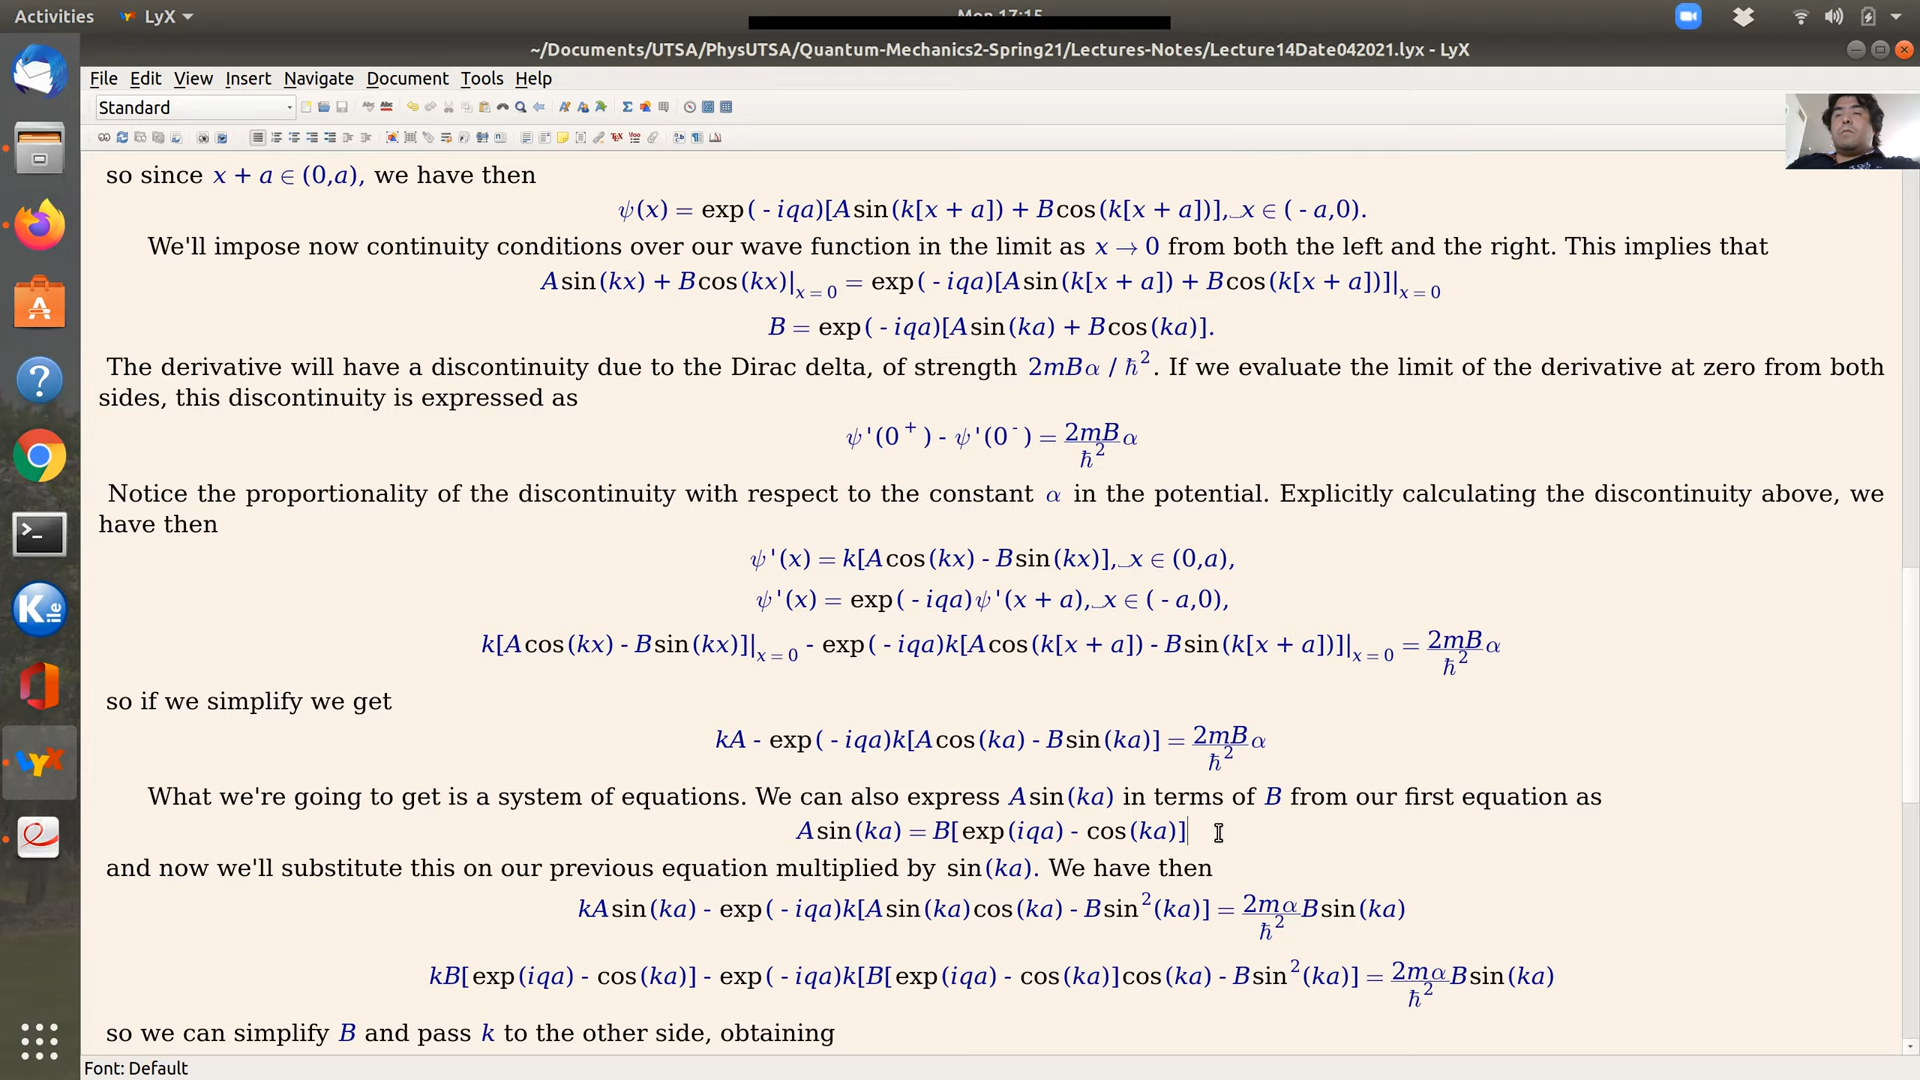 Activities LyX Mon 17:15
~/Documents/UTSA/PhysUTSA/Quantum-Mechanics2-Spring21/Lectures-Notes/Lecture14Date042021.lyx - LyX
File Edit View Insert Navigate Document Tools Help
Standard
so since x + a ∈ (0,a), we have then
ψ(x) = exp( - iqa)[Asin(k[x + a]) + Bcos(k[x + a])],_x ∈ ( - a,0).
We'll impose now continuity conditions over our wave function in the limit as x → 0 from both the left and the right. This implies that
Asin(kx) + Bcos(kx)|x = 0 = exp( - iqa)[Asin(k[x + a]) + Bcos(k[x + a])]|x = 0
B = exp( - iqa)[Asin(ka) + Bcos(ka)].
The derivative will have a discontinuity due to the Dirac delta, of strength 2mBα / ħ². If we evaluate the limit of the derivative at zero from both
sides, this discontinuity is expressed as
ψ'(0⁺) - ψ'(0⁻) = 2mB/ħ² α
Notice the proportionality of the discontinuity with respect to the constant α in the potential. Explicitly calculating the discontinuity above, we
have then
ψ'(x) = k[Acos(kx) - Bsin(kx)],_x ∈ (0,a),
ψ'(x) = exp( - iqa)ψ'(x + a),_x ∈ ( - a,0),
k[Acos(kx) - Bsin(kx)]|x = 0 - exp( - iqa)k[Acos(k[x + a]) - Bsin(k[x + a])]|x = 0 = 2mB/ħ² α
so if we simplify we get
kA - exp( - iqa)k[Acos(ka) - Bsin(ka)] = 2mB/ħ² α
What we're going to get is a system of equations. We can also express Asin(ka) in terms of B from our first equation as
Asin(ka) = B[exp(iqa) - cos(ka)]
and now we'll substitute this on our previous equation multiplied by sin(ka). We have then
kAsin(ka) - exp( - iqa)k[Asin(ka)cos(ka) - Bsin²(ka)] = 2mα/ħ² Bsin(ka)
kB[exp(iqa) - cos(ka)] - exp( - iqa)k[B[exp(iqa) - cos(ka)]cos(ka) - Bsin²(ka)] = 2mα/ħ² Bsin(ka)
so we can simplify B and pass k to the other side, obtaining
Font: Default